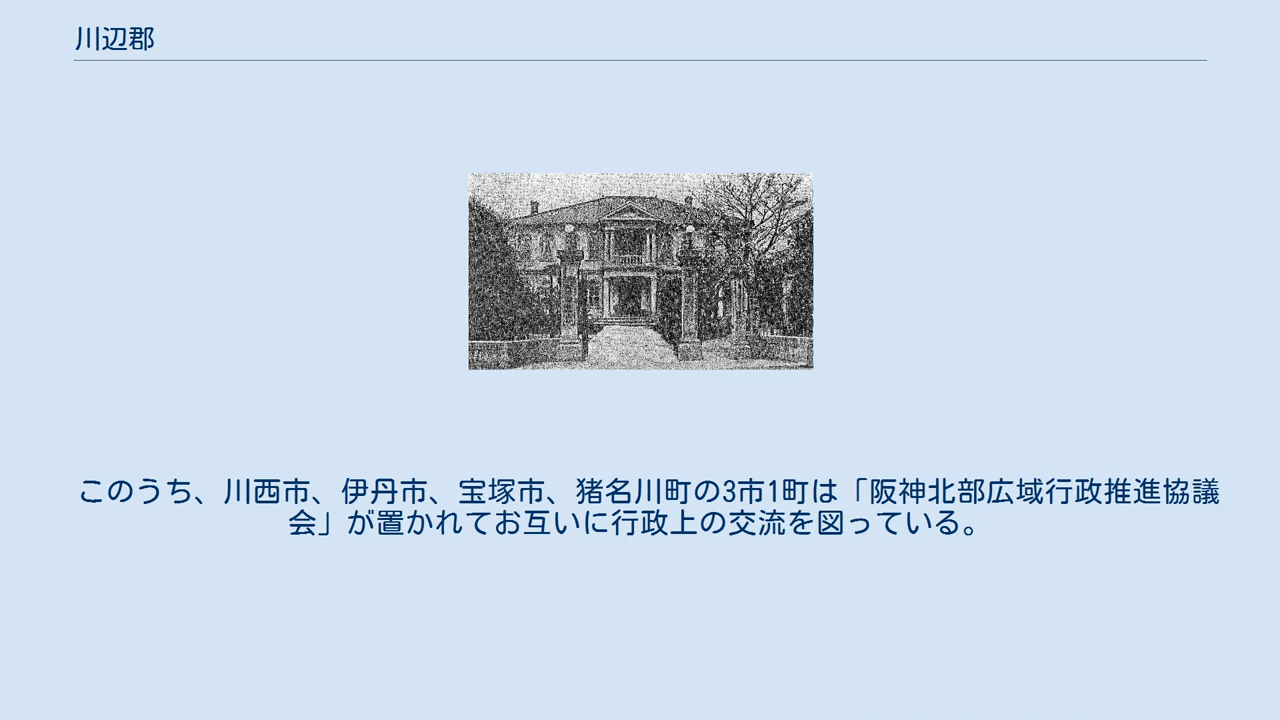 川辺郡
このうち、川西市、伊丹市、宝塚市、猪名川町の3市1町は「阪神北部広域行政推進協議
会」が置かれてお互いに行政上の交流を図っている。